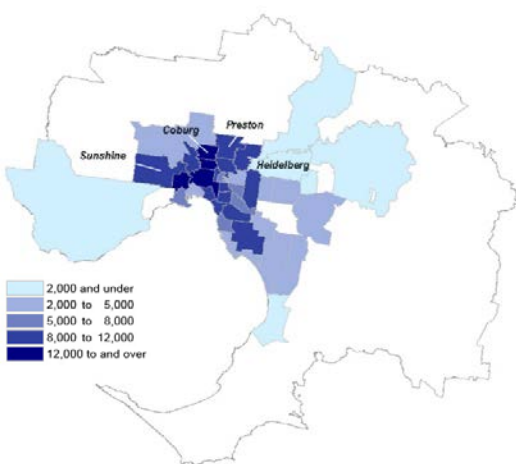 Coburg
Preston
Sunshine
Heidelberg
2,000 and under
2,000 to 5,000
5,000 to 8,000
8,000 to 12,000
12,000 to and over